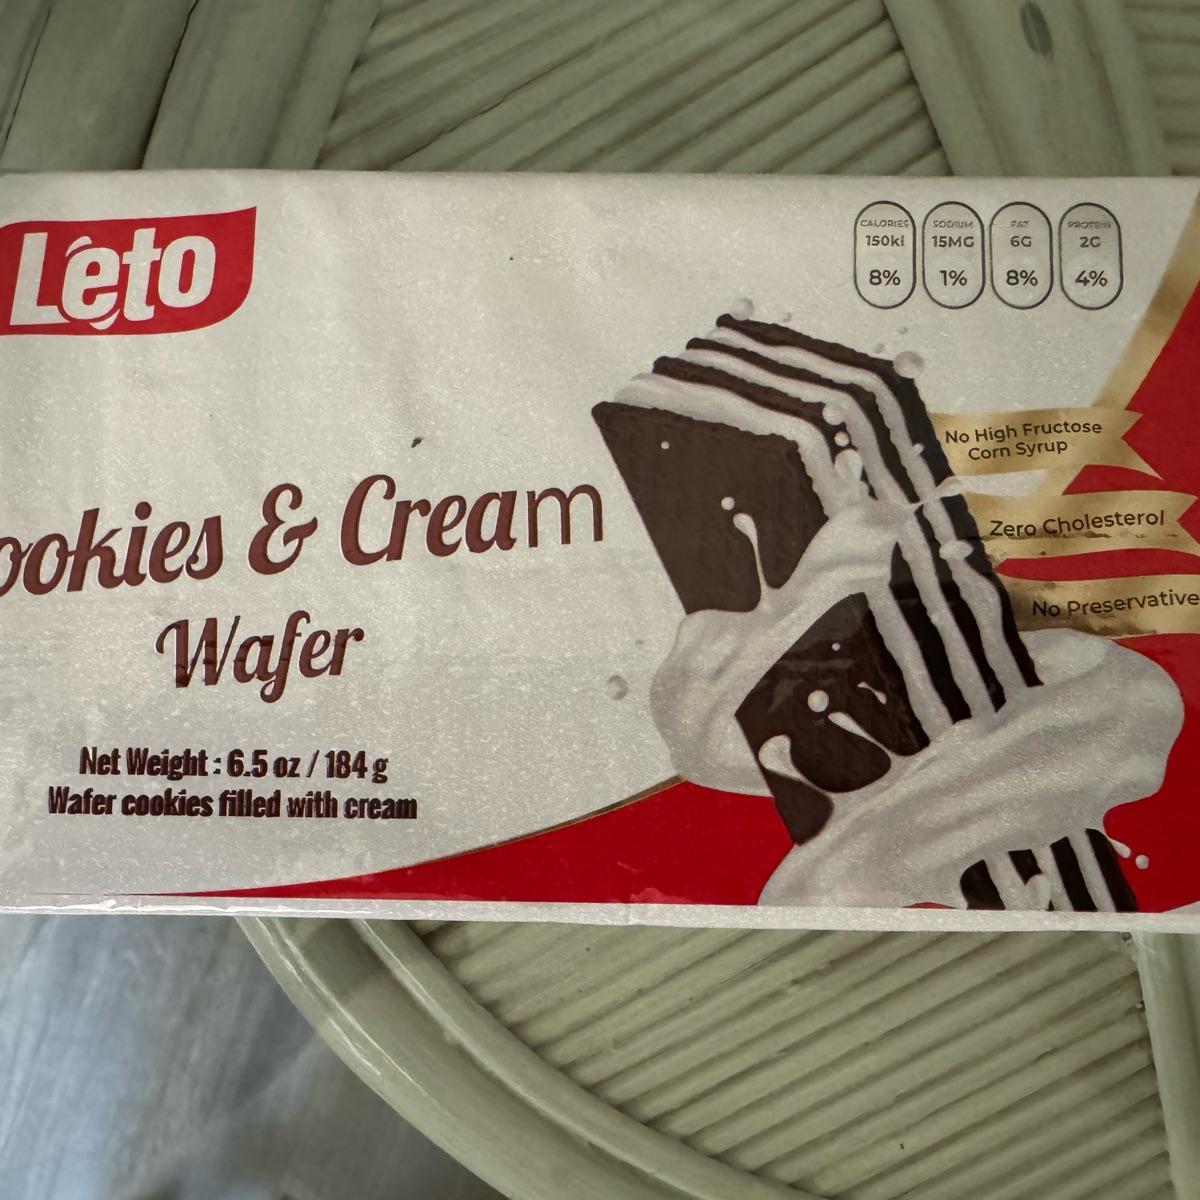 Leto
CALORIES SODIUM FAT PROTEIN
150kl 15MG 6G 2G
8% 1% 8% 4%
No High Fructose
Corn Syrup
Zero Cholesterol
No Preservative
ookies & Cream
Wafer
Net Weight : 6.5 oz / 184 g
Wafer cookies filled with cream